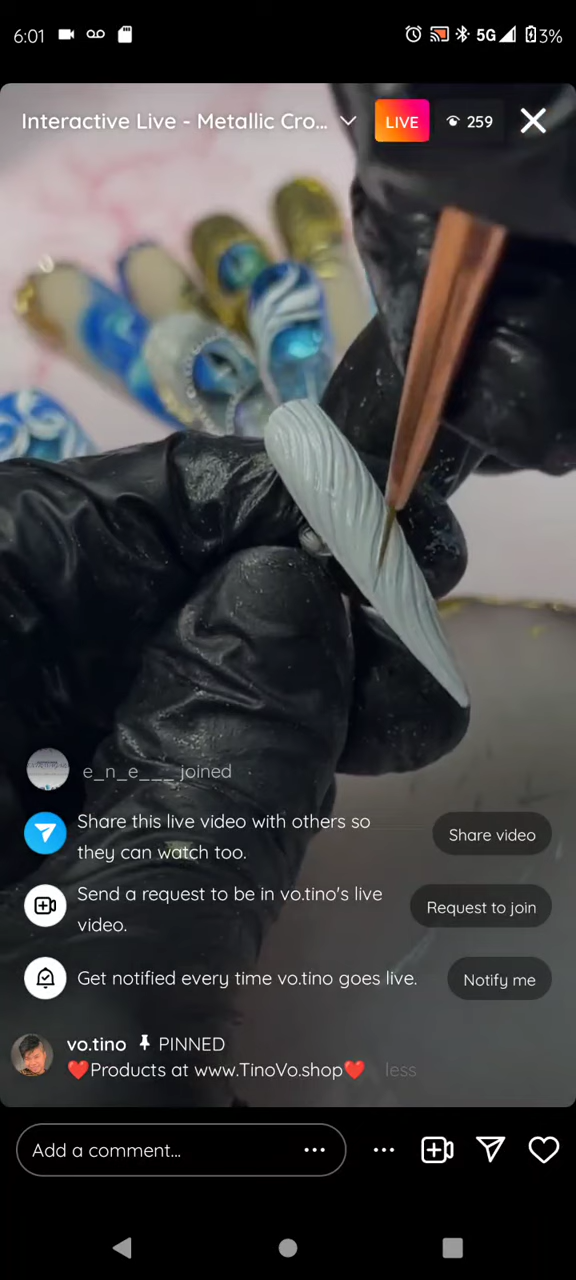 6:01 5G 3%
Interactive Live - Metallic Cro... LIVE 259
e_n_e___ joined
Share this live video with others so
they can watch too.
Share video
Send a request to be in vo.tino's live
video.
Request to join
Get notified every time vo.tino goes live.
Notify me
vo.tino PINNED
❤️Products at www.TinoVo.shop❤️ less
Add a comment...